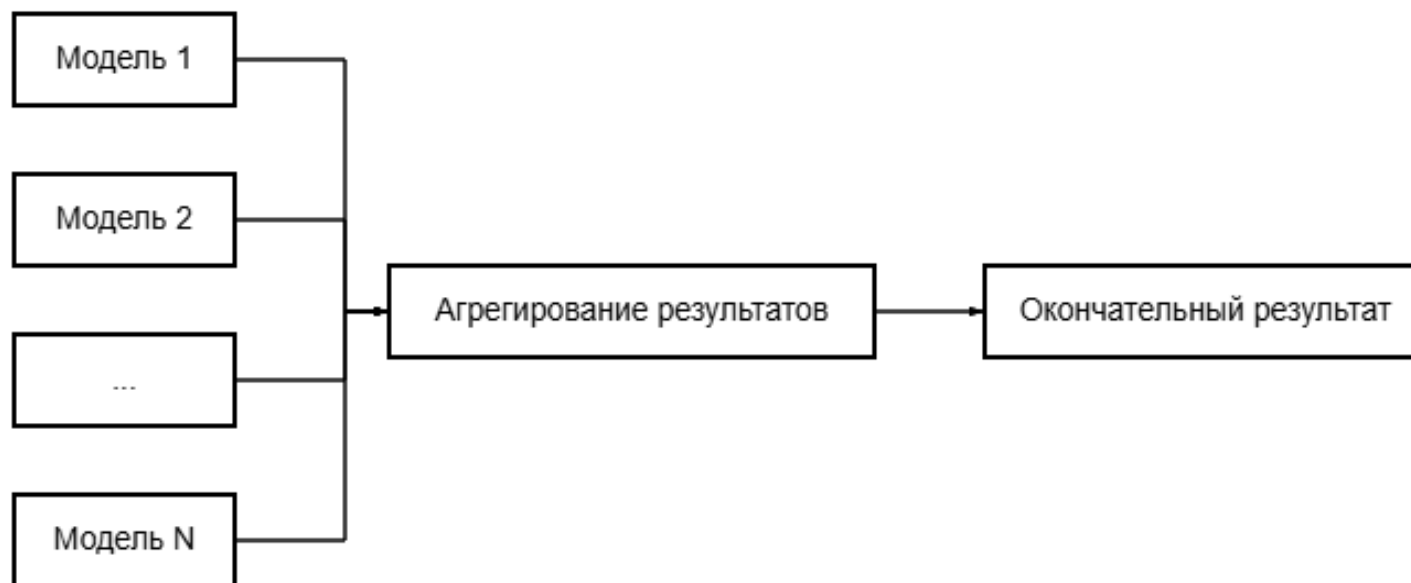 Модель 1
Модель 2
Агрегирование результатов
Окончательный результат
...
Модель N